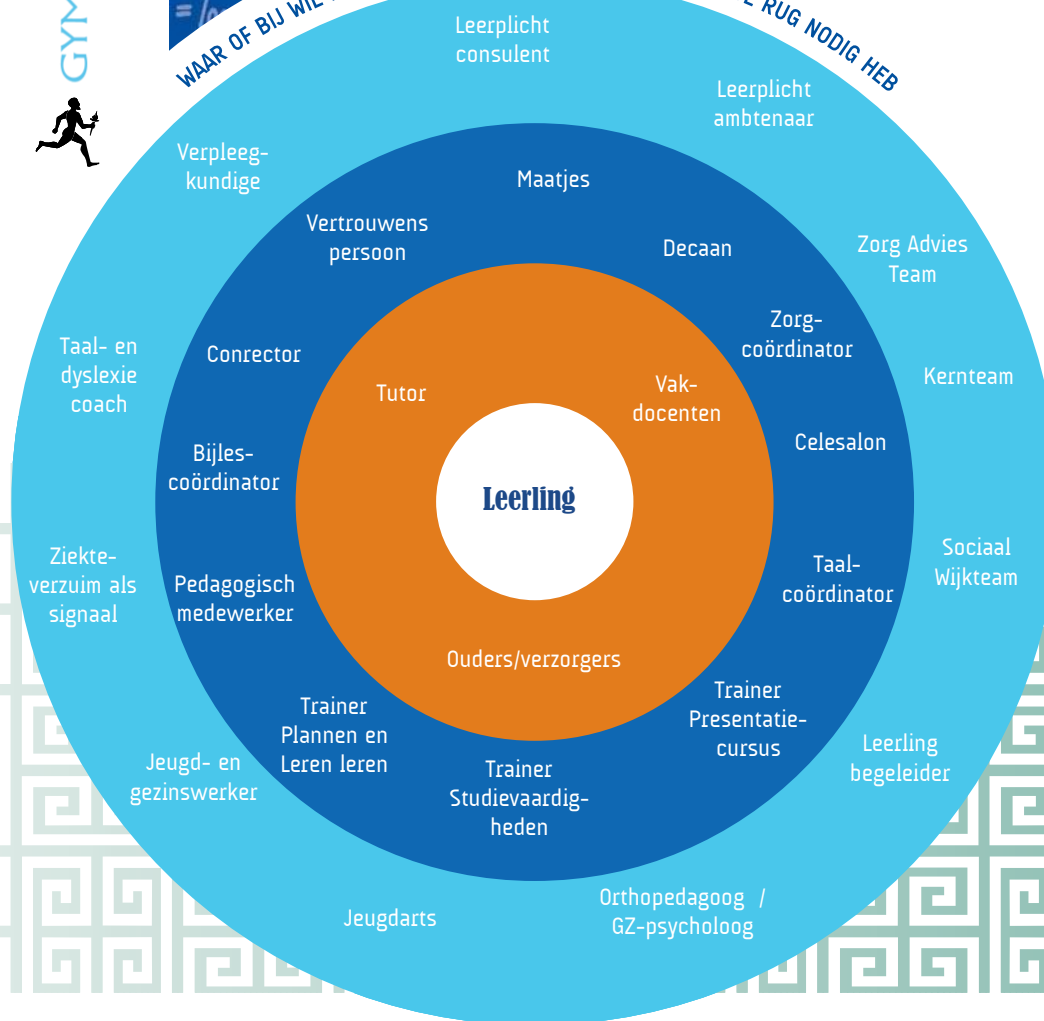 GYM
WAAR OF BIJ WIE
RUG NODIG HEB
Leerplicht
consulent
Leerplicht
ambtenaar
Verpleeg-
kundige
Maatjes
Vertrouwens
persoon
Decaan
Zorg Advies
Team
Zorg-
coördinator
Taal- en
dyslexie
coach
Conrector
Tutor
Vak-
docenten
Kernteam
Celesalon
Bijles-
coördinator
Leerling
Ziekte-
verzuim als
signaal
Pedagogisch
medewerker
Taal-
coördinator
Sociaal
Wijkteam
Ouders/verzorgers
Trainer
Plannen en
Leren leren
Trainer
Presentatie-
cursus
Leerling
begeleider
Jeugd- en
gezinswerker
Trainer
Studievaardig-
heden
Jeugdarts
Orthopedagoog /
GZ-psycholoog